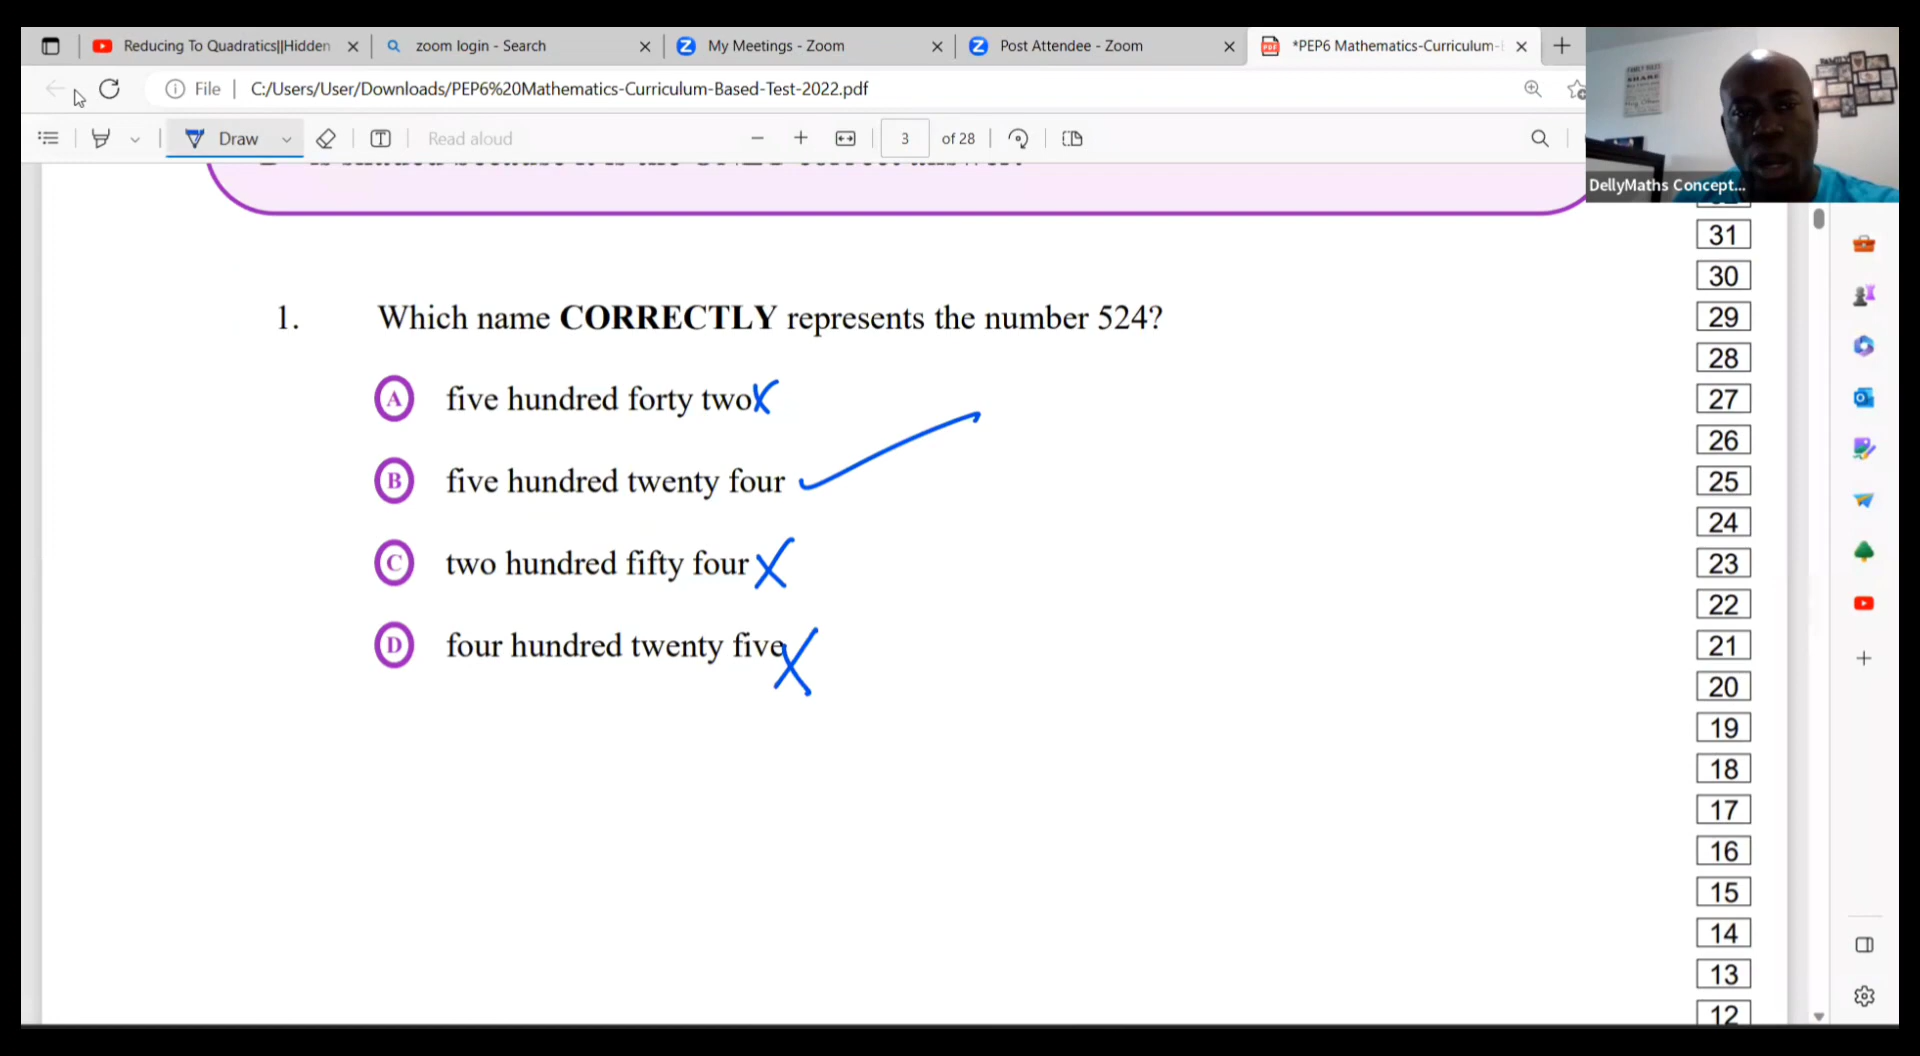 Reducing To Quadratics||Hidden
zoom login - Search
My Meetings - Zoom
Post Attendee - Zoom
*PEP6 Mathematics-Curriculum-
File
C:/Users/User/Downloads/PEP6%20Mathematics-Curriculum-Based-Test-2022.pdf
Draw
Read aloud
3 of 28
DellyMaths Concept...
1. Which name CORRECTLY represents the number 524?
A five hundred forty two
B five hundred twenty four
C two hundred fifty four
D four hundred twenty five
31
30
29
28
27
26
25
24
23
22
21
20
19
18
17
16
15
14
13
12